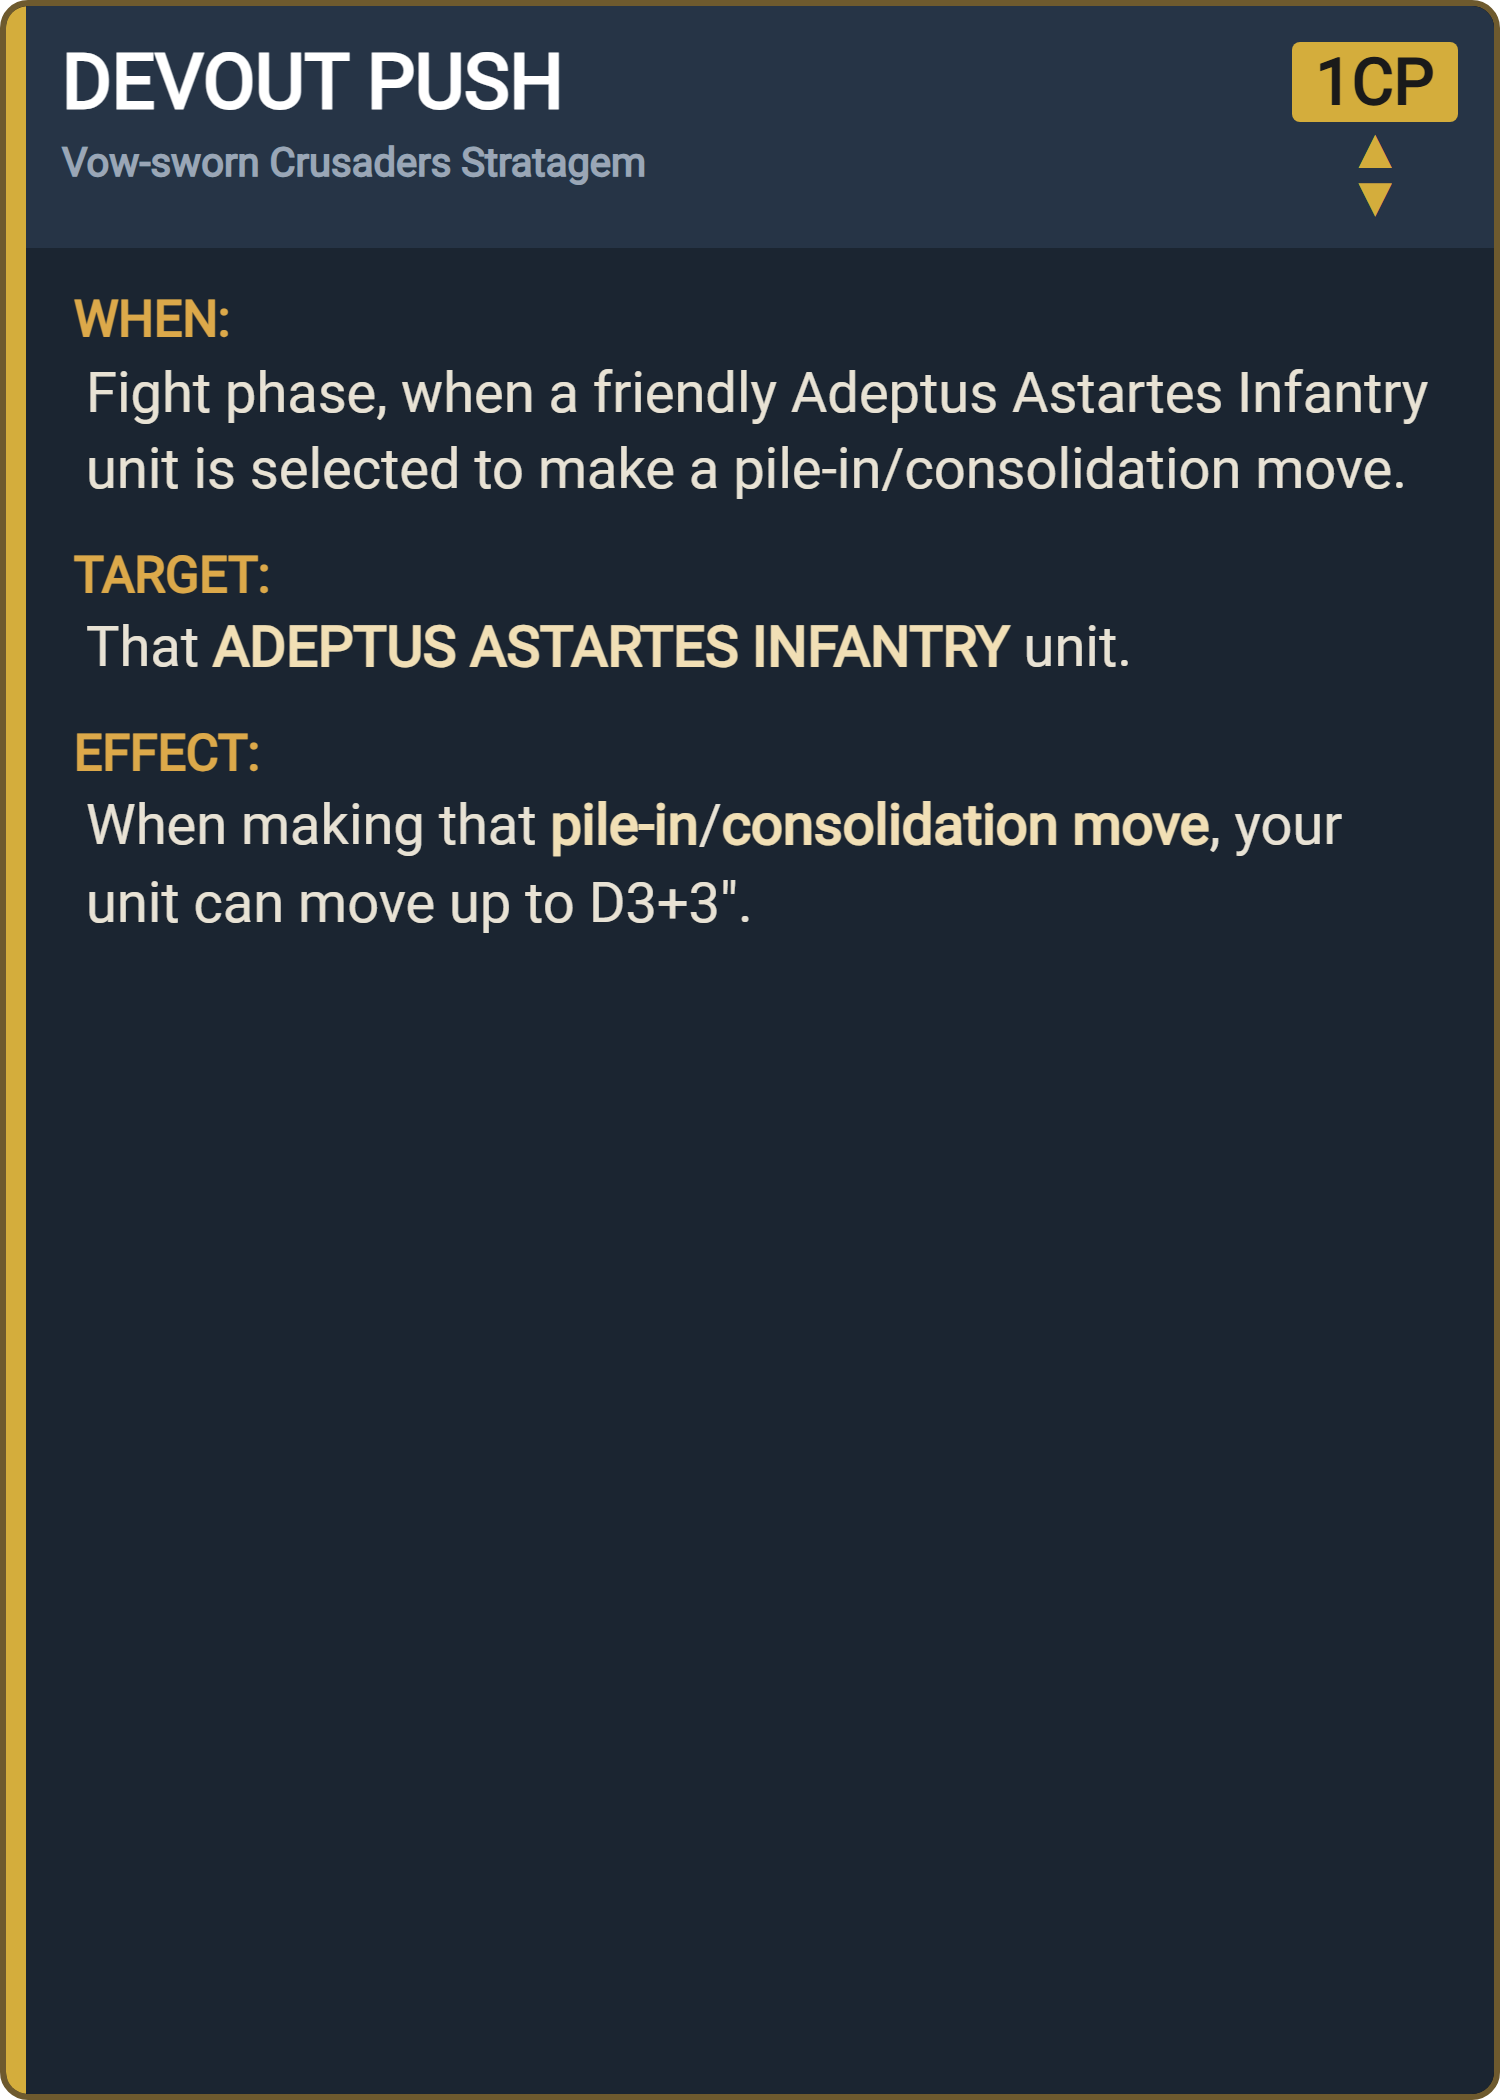 DEVOUT PUSH
1CP
Vow-sworn Crusaders Stratagem
▲
▼
WHEN:
Fight phase, when a friendly Adeptus Astartes Infantry
unit is selected to make a pile-in/consolidation move.
TARGET:
That ADEPTUS ASTARTES INFANTRY unit.
EFFECT:
When making that pile-in/consolidation move, your
unit can move up to D3+3".